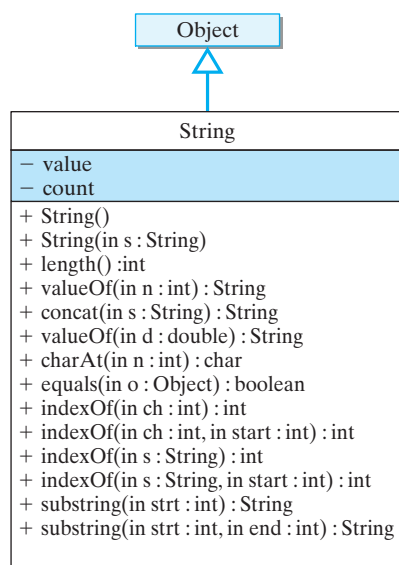 Object
String
− value
− count
+ String()
+ String(in s : String)
+ length() :int
+ valueOf(in n : int) : String
+ concat(in s : String) : String
+ valueOf(in d : double) : String
+ charAt(in n : int) : char
+ equals(in o : Object) : boolean
+ indexOf(in ch : int) : int
+ indexOf(in ch : int, in start : int) : int
+ indexOf(in s : String) : int
+ indexOf(in s : String, in start : int) : int
+ substring(in strt : int) : String
+ substring(in strt : int, in end : int) : String